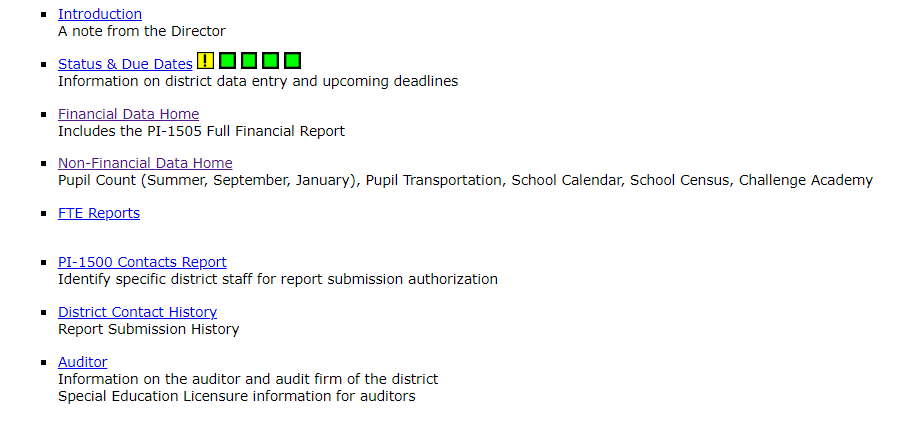 Introduction
A note from the Director
Status & Due Dates !
Information on district data entry and upcoming deadlines
Financial Data Home
Includes the PI-1505 Full Financial Report
Non-Financial Data Home
Pupil Count (Summer, September, January), Pupil Transportation, School Calendar, School Census, Challenge Academy
FTE Reports
PI-1500 Contacts Report
Identify specific district staff for report submission authorization
District Contact History
Report Submission History
Auditor
Information on the auditor and audit firm of the district
Special Education Licensure information for auditors